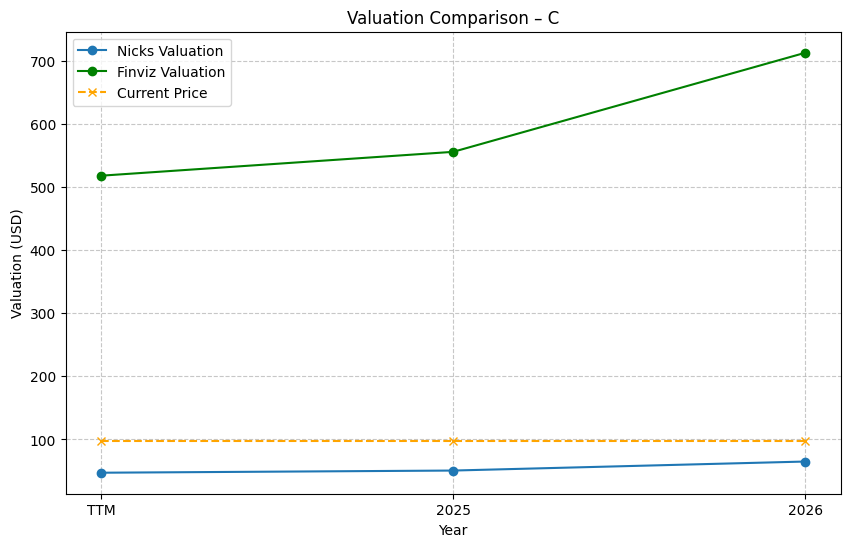 Valuation Comparison – C
Nicks Valuation
Finviz Valuation
Current Price
Valuation (USD)
700
600
500
400
300
200
100
TTM
2025
2026
Year